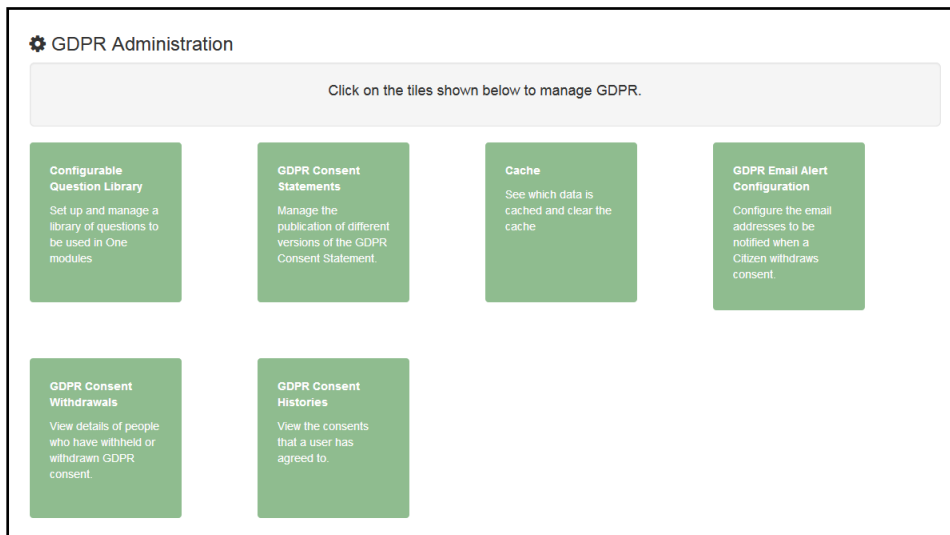 GDPR Administration
Click on the tiles shown below to manage GDPR.
Configurable
Question Library
Set up and manage a
library of questions to
be used in One
modules
GDPR Consent
Statements
Manage the
publication of different
versions of the GDPR
Consent Statement.
Cache
See which data is
cached and clear the
cache
GDPR Email Alert
Configuration
Configure the email
addresses to be
notified when a
Citizen withdraws
consent.
GDPR Consent
Withdrawals
View details of people
who have withheld or
withdrawn GDPR
consent.
GDPR Consent
Histories
View the consents
that a user has
agreed to.